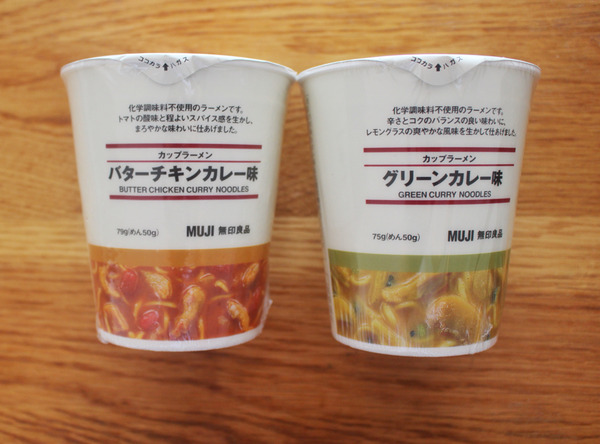 ココカラ↑ハガス
化学調味料不使用のラーメンです。
トマトの酸味と程よいスパイス感を生かし、
まろやかな味わいに仕あげました。
カップラーメン
バターチキンカレー味
BUTTER CHICKEN CURRY NOODLES
79g(めん50g)
MUJI 無印良品
ココカラ↑ハガス
化学調味料不使用のラーメンです。
辛さとコクのバランスの良い味わいに、
レモングラスの爽やかな風味を生かして仕あげました。
カップラーメン
グリーンカレー味
GREEN CURRY NOODLES
75g(めん50g)
MUJI 無印良品